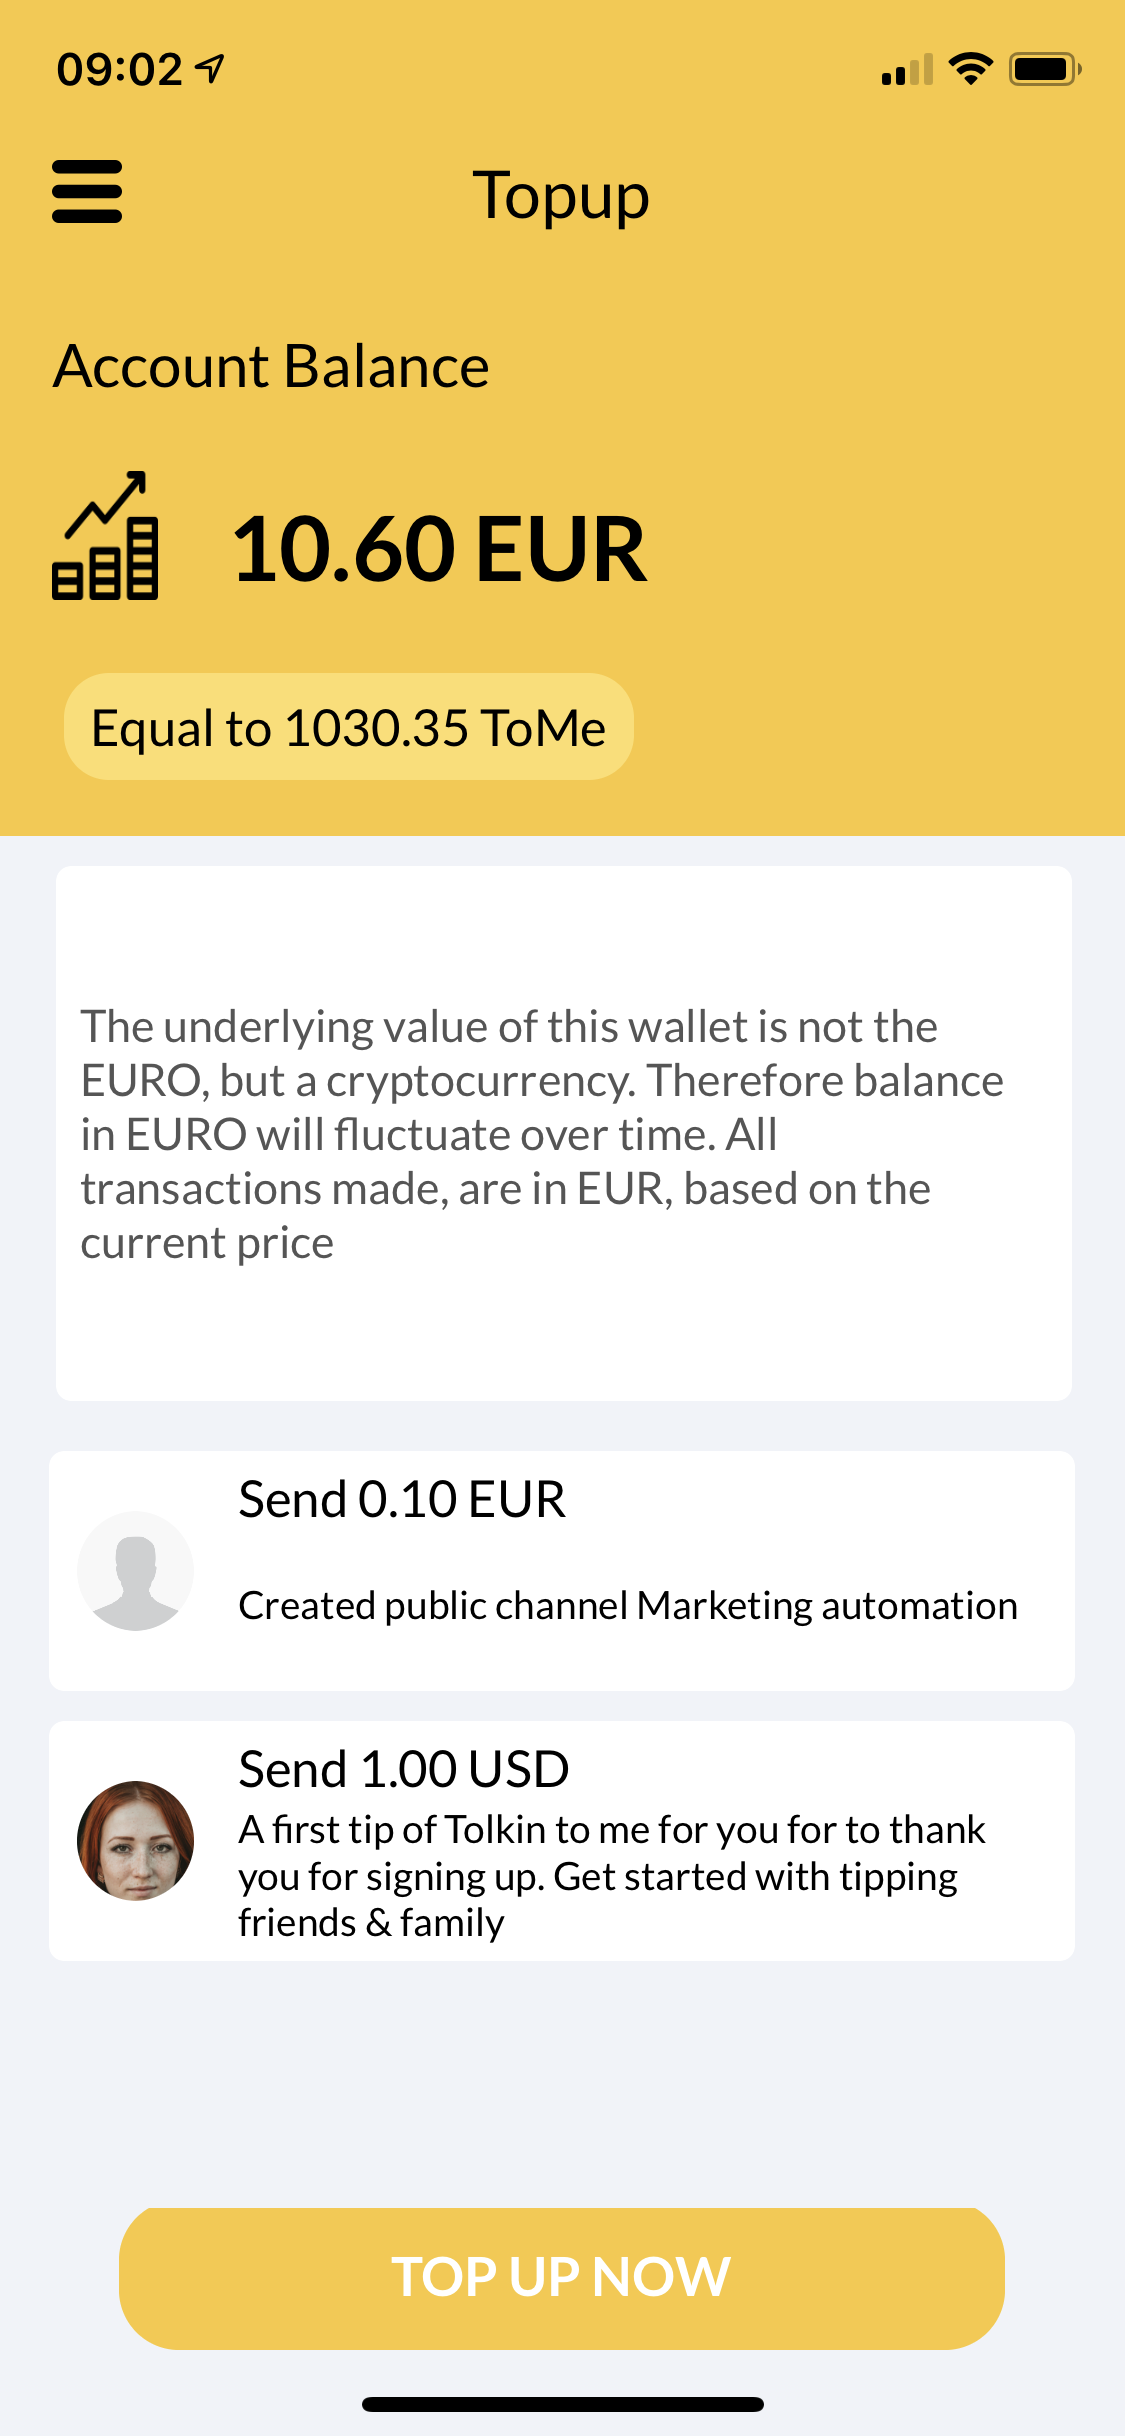 09:02
Topup
Account Balance
10.60 EUR
Equal to 1030.35 ToMe
The underlying value of this wallet is not the
EURO, but a cryptocurrency. Therefore balance
in EURO will fluctuate over time. All
transactions made, are in EUR, based on the
current price
Send 0.10 EUR
Created public channel Marketing automation
Send 1.00 USD
A first tip of Tolkin to me for you for to thank
you for signing up. Get started with tipping
friends & family
TOP UP NOW